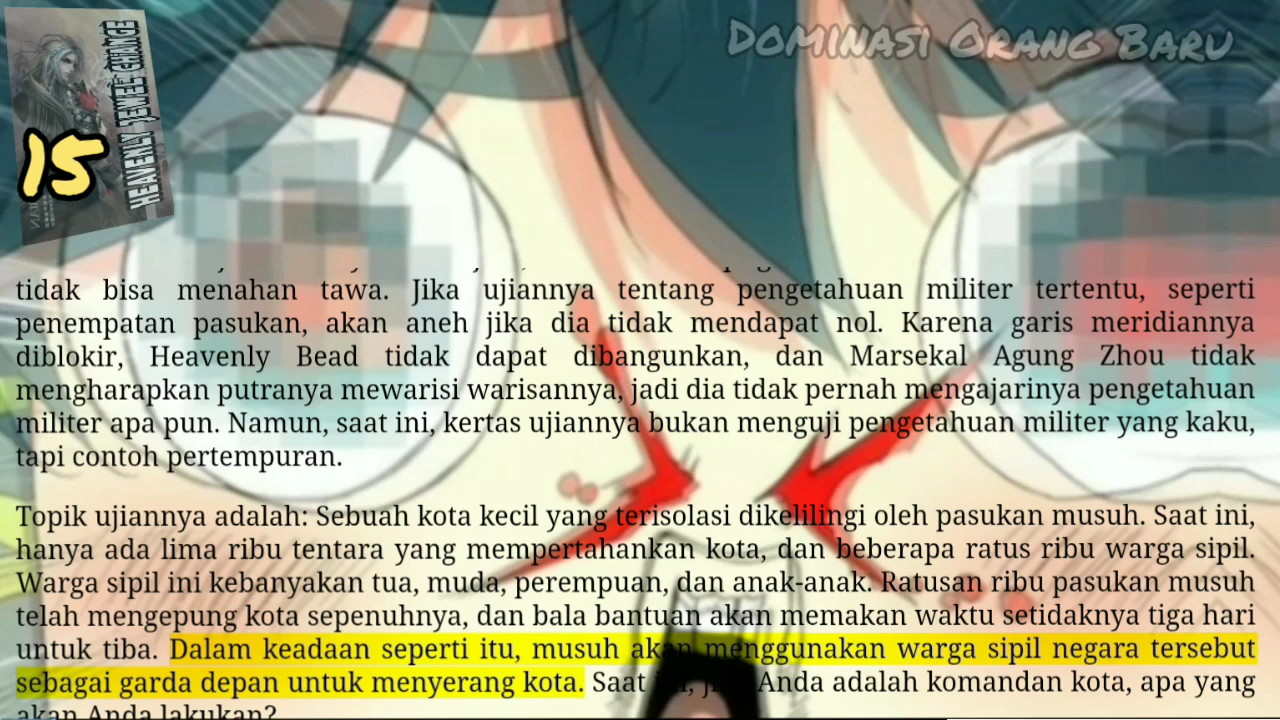 DOMINASI ORANG BARU
HEAVENLY JEWEL CHANGE
15
tidak bisa menahan tawa. Jika ujiannya tentang pengetahuan militer tertentu, seperti
penempatan pasukan, akan aneh jika dia tidak mendapat nol. Karena garis meridiannya
diblokir, Heavenly Bead tidak dapat dibangunkan, dan Marsekal Agung Zhou tidak
mengharapkan putranya mewarisi warisannya, jadi dia tidak pernah mengajarinya pengetahuan
militer apa pun. Namun, saat ini, kertas ujiannya bukan menguji pengetahuan militer yang kaku,
tapi contoh pertempuran.
Topik ujiannya adalah: Sebuah kota kecil yang terisolasi dikelilingi oleh pasukan musuh. Saat ini,
hanya ada lima ribu tentara yang mempertahankan kota, dan beberapa ratus ribu warga sipil.
Warga sipil ini kebanyakan tua, muda, perempuan, dan anak-anak. Ratusan ribu pasukan musuh
telah mengepung kota sepenuhnya, dan bala bantuan akan memakan waktu setidaknya tiga hari
untuk tiba. Dalam keadaan seperti itu, musuh akan menggunakan warga sipil negara tersebut
sebagai garda depan untuk menyerang kota. Saat Anda adalah komandan kota, apa yang
akan Anda lakukan?